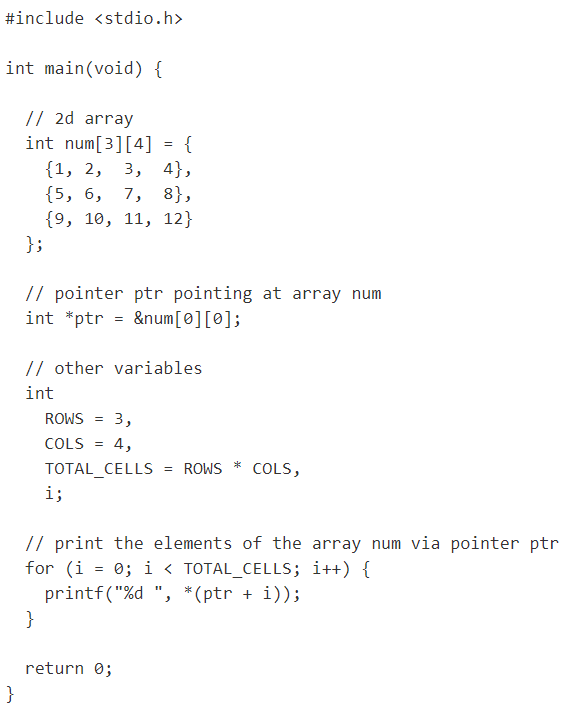 #include <stdio.h>

int main(void) {

  // 2d array
  int num[3][4] = {
    {1, 2,  3,  4},
    {5, 6,  7,  8},
    {9, 10, 11, 12}
  };

  // pointer ptr pointing at array num
  int *ptr = &num[0][0];

  // other variables
  int
    ROWS = 3,
    COLS = 4,
    TOTAL_CELLS = ROWS * COLS,
    i;

  // print the elements of the array num via pointer ptr
  for (i = 0; i < TOTAL_CELLS; i++) {
    printf("%d ", *(ptr + i));
  }

  return 0;
}